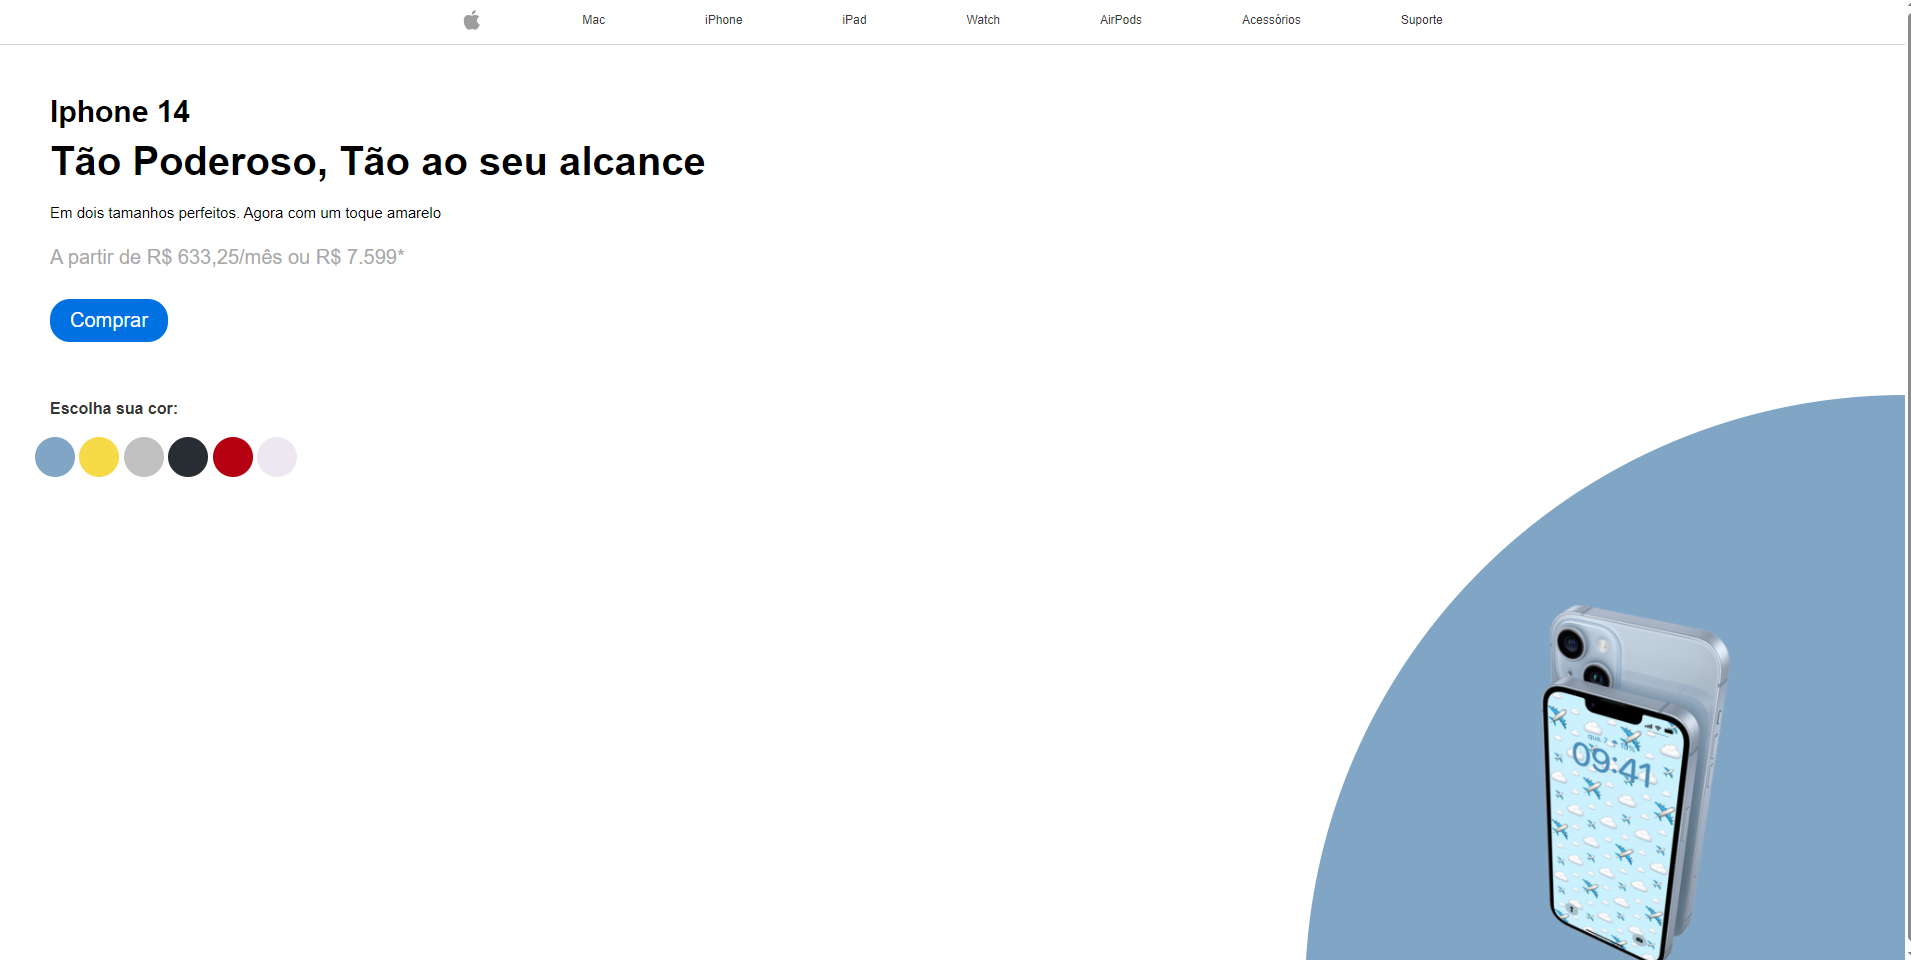 Mac iPhone iPad Watch AirPods Acessórios Suporte
Iphone 14
Tão Poderoso, Tão ao seu alcance
Em dois tamanhos perfeitos. Agora com um toque amarelo
A partir de R$ 633,25/mês ou R$ 7.599*
Comprar
Escolha sua cor:
09:41